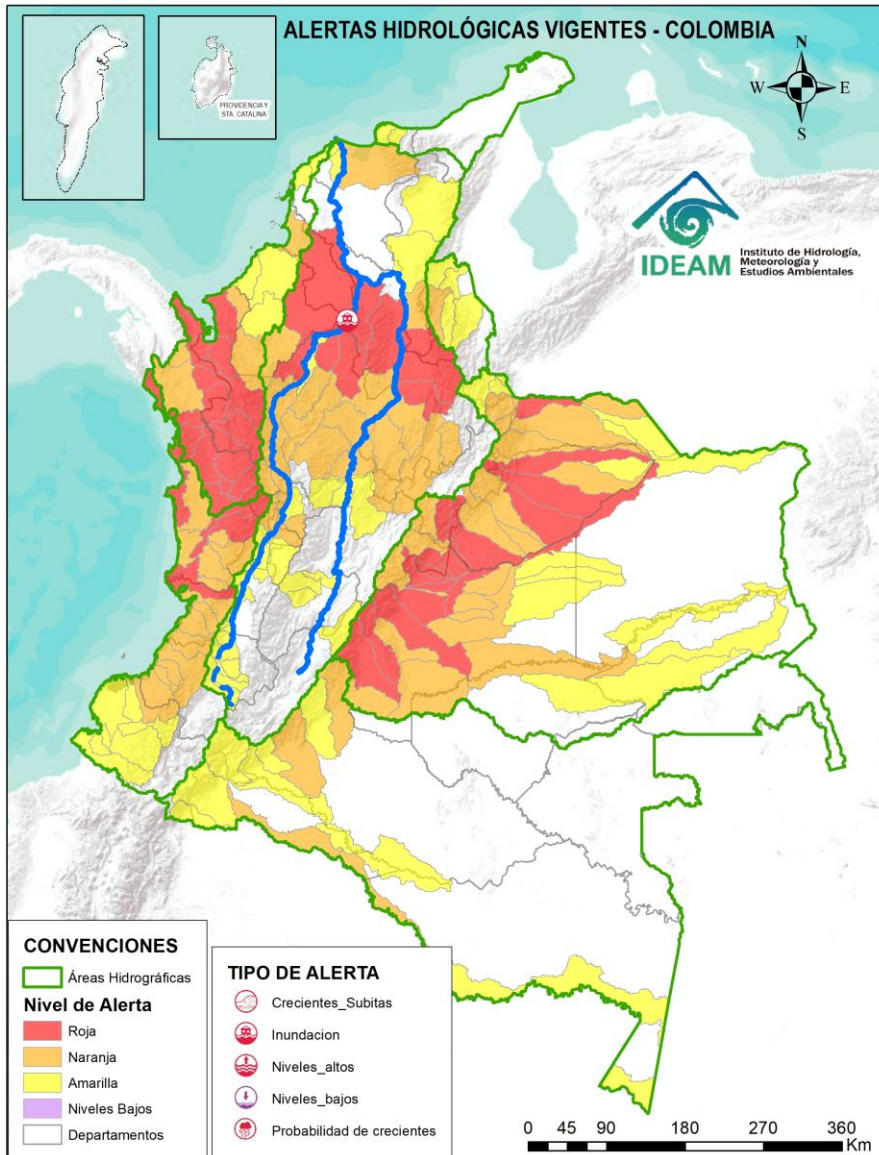 ALERTAS HIDROLÓGICAS VIGENTES - COLOMBIA
PROVIDENCIA Y
STA. CATALINA
N
W
E
S
IDEAM
Instituto de Hidrología,
Meteorología y
Estudios Ambientales
CONVENCIONES
Áreas Hidrográficas
Nivel de Alerta
Roja
Naranja
Amarilla
Niveles Bajos
Departamentos
TIPO DE ALERTA
Crecientes_Subitas
Inundacion
Niveles_altos
Niveles_bajos
Probabilidad de crecientes
0 45 90 180 270 360
Km